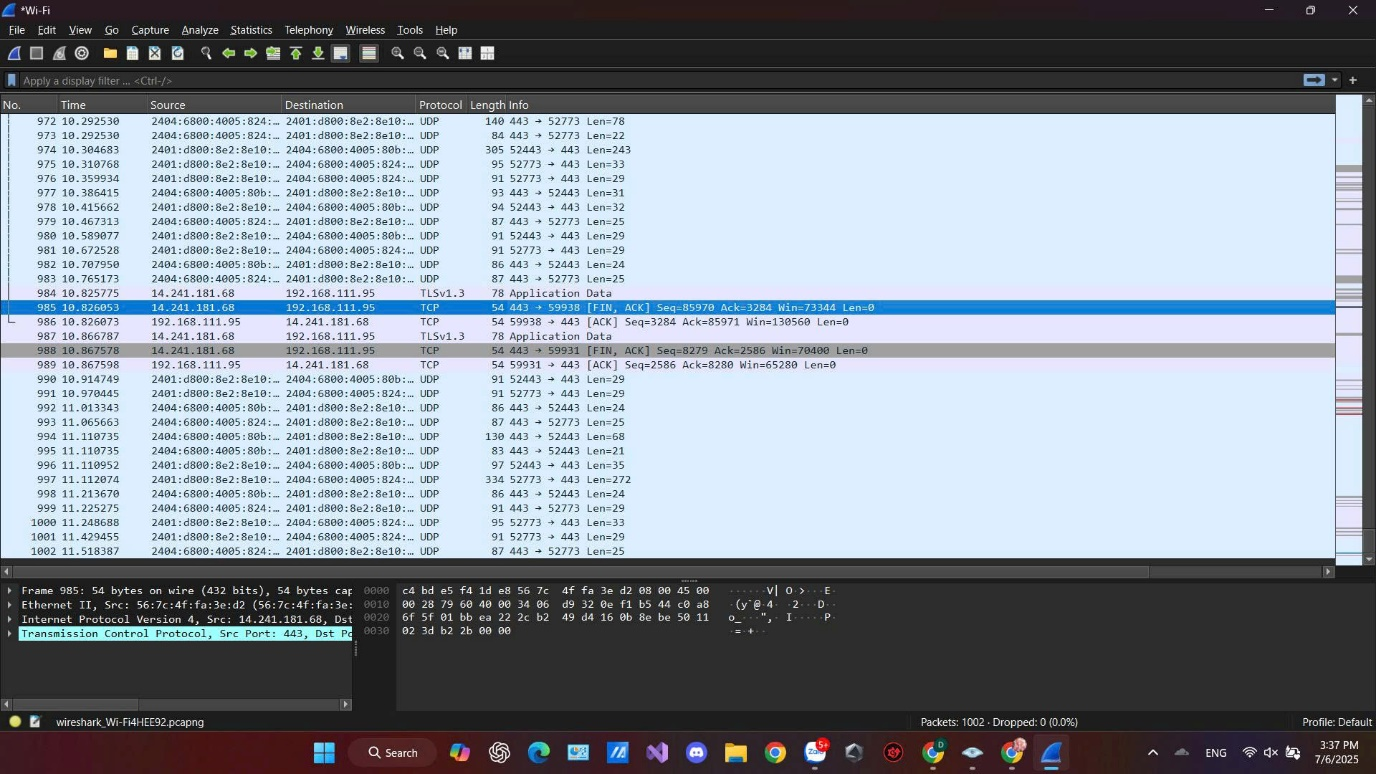 *Wi-Fi
File Edit View Go Capture Analyze Statistics Telephony Wireless Tools Help
Apply a display filter … <Ctrl-/>
No. Time Source Destination Protocol Length Info
972 10.292530 2404:6800:4005:824:… 2401:d800:8e2:8e10:… UDP 140 443 → 52773 Len=78
973 10.292530 2404:6800:4005:824:… 2401:d800:8e2:8e10:… UDP 84 443 → 52773 Len=22
974 10.304683 2401:d800:8e2:8e10:… 2404:6800:4005:80b:… UDP 305 52443 → 443 Len=243
975 10.310768 2401:d800:8e2:8e10:… 2404:6800:4005:824:… UDP 95 52773 → 443 Len=33
976 10.359934 2401:d800:8e2:8e10:… 2404:6800:4005:824:… UDP 91 52773 → 443 Len=29
977 10.386415 2404:6800:4005:80b:… 2401:d800:8e2:8e10:… UDP 93 443 → 52443 Len=31
978 10.415662 2401:d800:8e2:8e10:… 2404:6800:4005:80b:… UDP 94 52443 → 443 Len=32
979 10.467313 2404:6800:4005:824:… 2401:d800:8e2:8e10:… UDP 87 443 → 52773 Len=25
980 10.589077 2401:d800:8e2:8e10:… 2404:6800:4005:80b:… UDP 91 52443 → 443 Len=29
981 10.672528 2401:d800:8e2:8e10:… 2404:6800:4005:824:… UDP 91 52773 → 443 Len=29
982 10.707950 2404:6800:4005:80b:… 2401:d800:8e2:8e10:… UDP 86 443 → 52443 Len=24
983 10.765173 2404:6800:4005:824:… 2401:d800:8e2:8e10:… UDP 87 443 → 52773 Len=25
984 10.825775 14.241.181.68 192.168.111.95 TLSv1.3 78 Application Data
985 10.826053 14.241.181.68 192.168.111.95 TCP 54 443 → 59938 [FIN, ACK] Seq=85970 Ack=3284 Win=73344 Len=0
986 10.826073 192.168.111.95 14.241.181.68 TCP 54 59938 → 443 [ACK] Seq=3284 Ack=85971 Win=130560 Len=0
987 10.866787 14.241.181.68 192.168.111.95 TLSv1.3 78 Application Data
988 10.867578 14.241.181.68 192.168.111.95 TCP 54 443 → 59931 [FIN, ACK] Seq=8279 Ack=2586 Win=70400 Len=0
989 10.867598 192.168.111.95 14.241.181.68 TCP 54 59931 → 443 [ACK] Seq=2586 Ack=8280 Win=65280 Len=0
990 10.914749 2401:d800:8e2:8e10:… 2404:6800:4005:80b:… UDP 91 52443 → 443 Len=29
991 10.970445 2401:d800:8e2:8e10:… 2404:6800:4005:824:… UDP 91 52773 → 443 Len=29
992 11.013343 2404:6800:4005:80b:… 2401:d800:8e2:8e10:… UDP 86 443 → 52443 Len=24
993 11.065663 2404:6800:4005:824:… 2401:d800:8e2:8e10:… UDP 87 443 → 52773 Len=25
994 11.110735 2404:6800:4005:80b:… 2401:d800:8e2:8e10:… UDP 130 443 → 52443 Len=68
995 11.110735 2404:6800:4005:80b:… 2401:d800:8e2:8e10:… UDP 83 443 → 52443 Len=21
996 11.110952 2401:d800:8e2:8e10:… 2404:6800:4005:80b:… UDP 97 52443 → 443 Len=35
997 11.112074 2401:d800:8e2:8e10:… 2404:6800:4005:80b:… UDP 334 52773 → 443 Len=272
998 11.213670 2404:6800:4005:80b:… 2401:d800:8e2:8e10:… UDP 86 443 → 52443 Len=24
999 11.225275 2401:d800:8e2:8e10:… 2404:6800:4005:80b:… UDP 91 443 → 52443 Len=29
1000 11.248688 2401:d800:8e2:8e10:… 2404:6800:4005:824:… UDP 95 52773 → 443 Len=33
1001 11.429455 2401:d800:8e2:8e10:… 2404:6800:4005:824:… UDP 91 52773 → 443 Len=29
1002 11.518387 2404:6800:4005:824:… 2401:d800:8e2:8e10:… UDP 87 443 → 52773 Len=25
Frame 985: 54 bytes on wire (432 bits), 54 bytes cap
Ethernet II, Src: 56:7c:4f:fa:3e:d2 (56:7c:4f:fa:3e:
Internet Protocol Version 4, Src: 14.241.181.68, Dst
Transmission Control Protocol, Src Port: 443, Dst Po
0000 c4 bd e5 f4 1d e8 56 7c 4f fa 3e d2 08 00 45 00 ······V| O·>···E·
0010 00 28 79 60 40 00 34 06 d9 32 0e f1 b5 44 c0 a8 ·(y`@·4· ·2···D··
0020 6f 5f 01 bb ea 22 2c b2 49 d4 16 0b 8e be 50 11 o_···",· I·····P·
0030 02 3d b2 2b 00 00 ·=·+··
wireshark_Wi-Fi4HEE92.pcapng
Packets: 1002 · Dropped: 0 (0.0%)
Profile: Default
Search
Zalo
5+
D
ENG
3:37 PM
7/6/2025